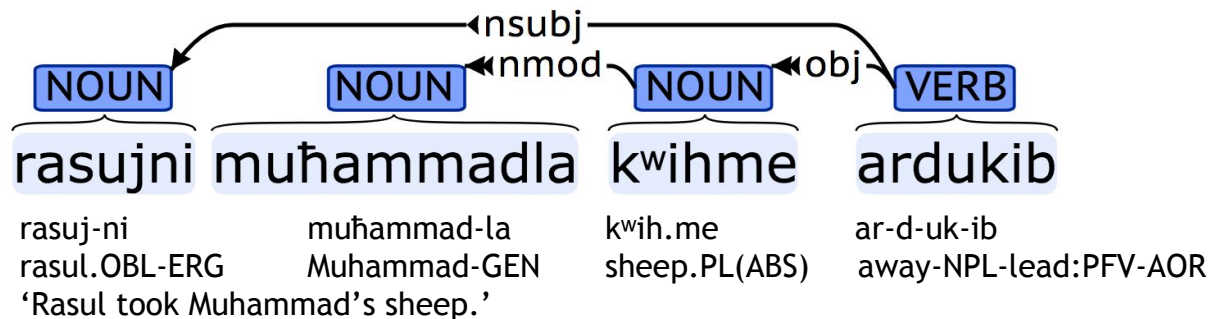 nsubj
nmod obj
NOUN NOUN NOUN VERB
rasujni muħammadla kʷihme ardukib
rasuj-ni muħammad-la kʷih.me ar-d-uk-ib
rasul.OBL-ERG Muhammad-GEN sheep.PL(ABS) away-NPL-lead:PFV-AOR
‘Rasul took Muhammad’s sheep.’